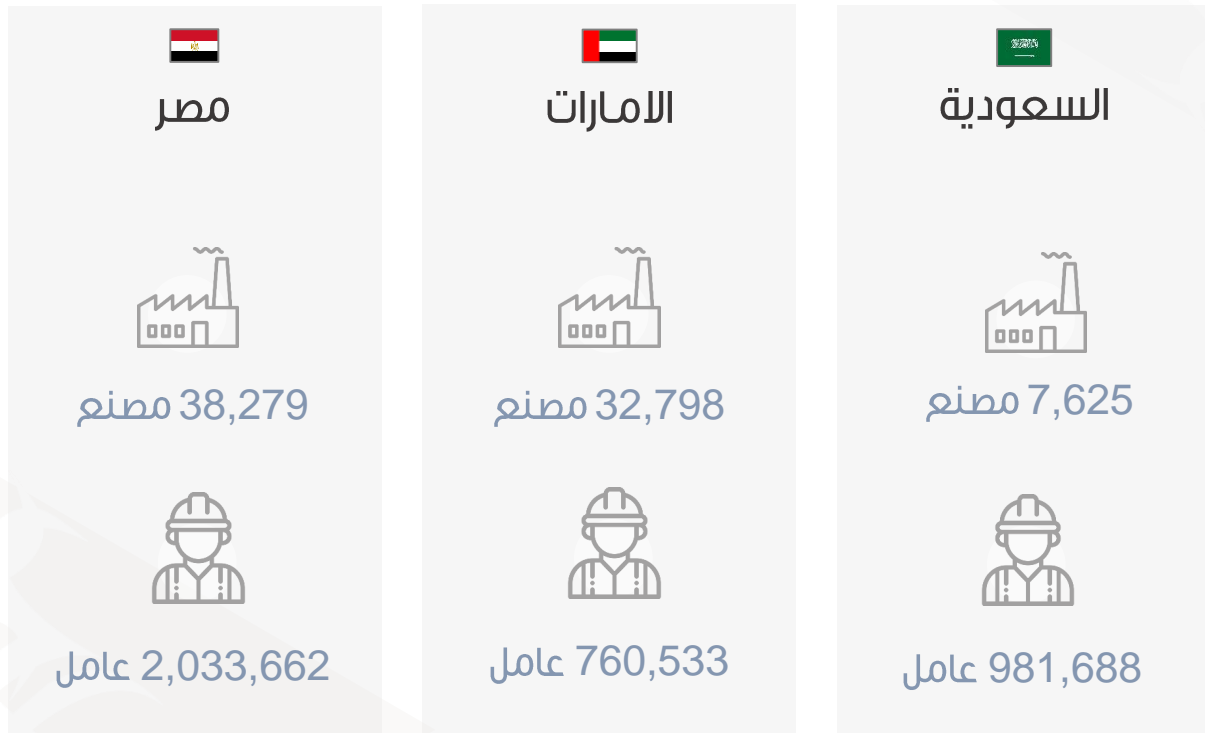 السعودية
7,625 مصنع
981,688 عامل
الامارات
32,798 مصنع
760,533 عامل
مصر
38,279 مصنع
2,033,662 عامل